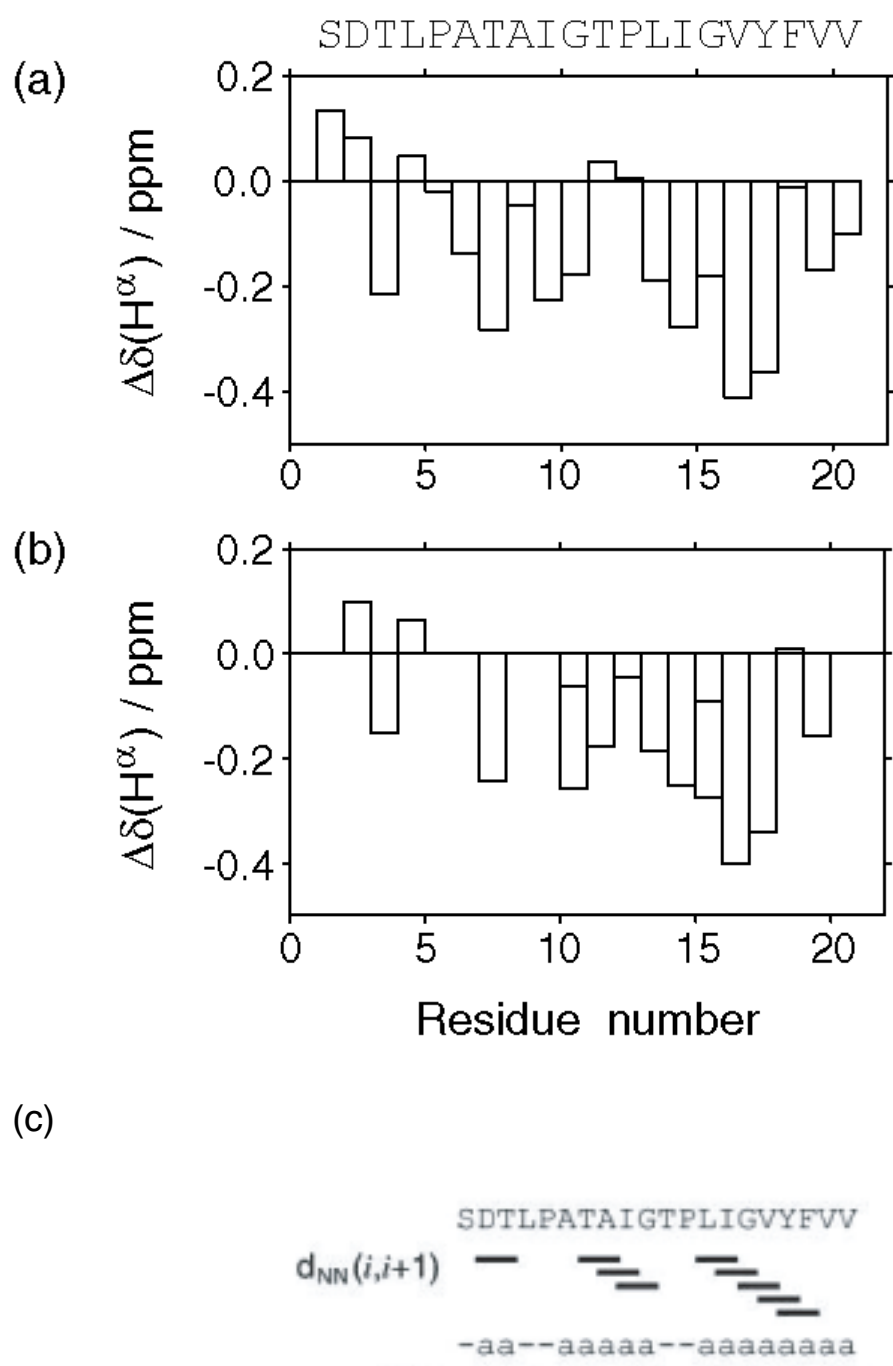 SDTLPATAIGTPLIGVYFVV
(a)
0.2
0.0
-0.2
-0.4
Δδ(Hα) / ppm
0 5 10 15 20
(b)
0.2
0.0
-0.2
-0.4
Δδ(Hα) / ppm
0 5 10 15 20
Residue number
(c)
SDTLPATAIGTPLIGVYFVV
dNN(i,i+1)
-aa--aaaaa--aaaaaaaa